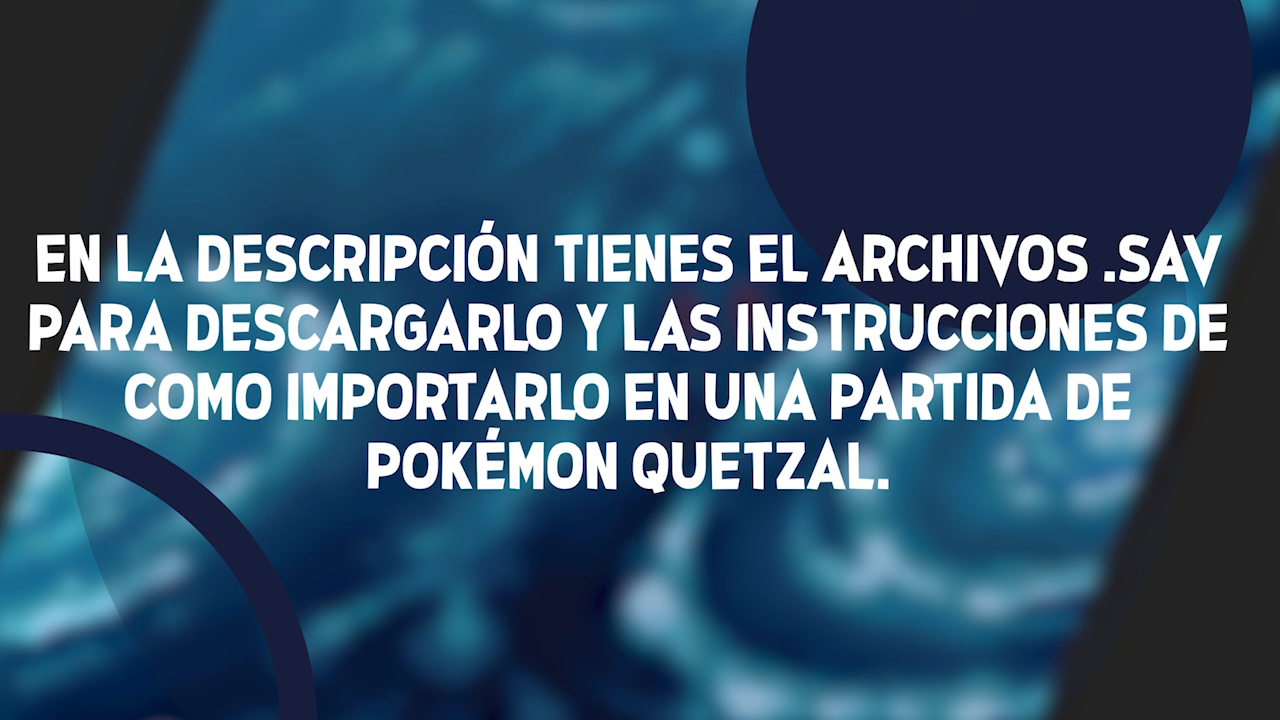 EN LA DESCRIPCIÓN TIENES EL ARCHIVOS .SAV
PARA DESCARGARLO Y LAS INSTRUCCIONES DE
COMO IMPORTARLO EN UNA PARTIDA DE
POKÉMON QUETZAL.